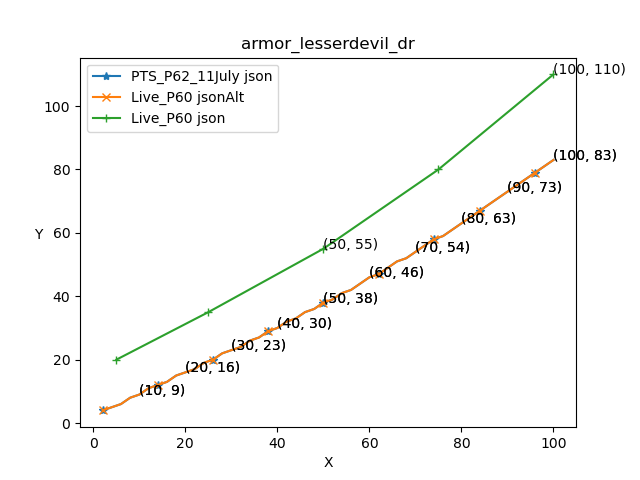 armor_lesserdevil_dr
PTS_P62_11July json
Live_P60 jsonAlt
Live_P60 json
(100, 110)
(50, 55)
(100, 83)
(90, 73)
(80, 63)
(70, 54)
(60, 46)
(50, 38)
(40, 30)
(30, 23)
(20, 16)
(10, 9)
100
80
60
40
20
0
Y
0 20 40 60 80 100
X